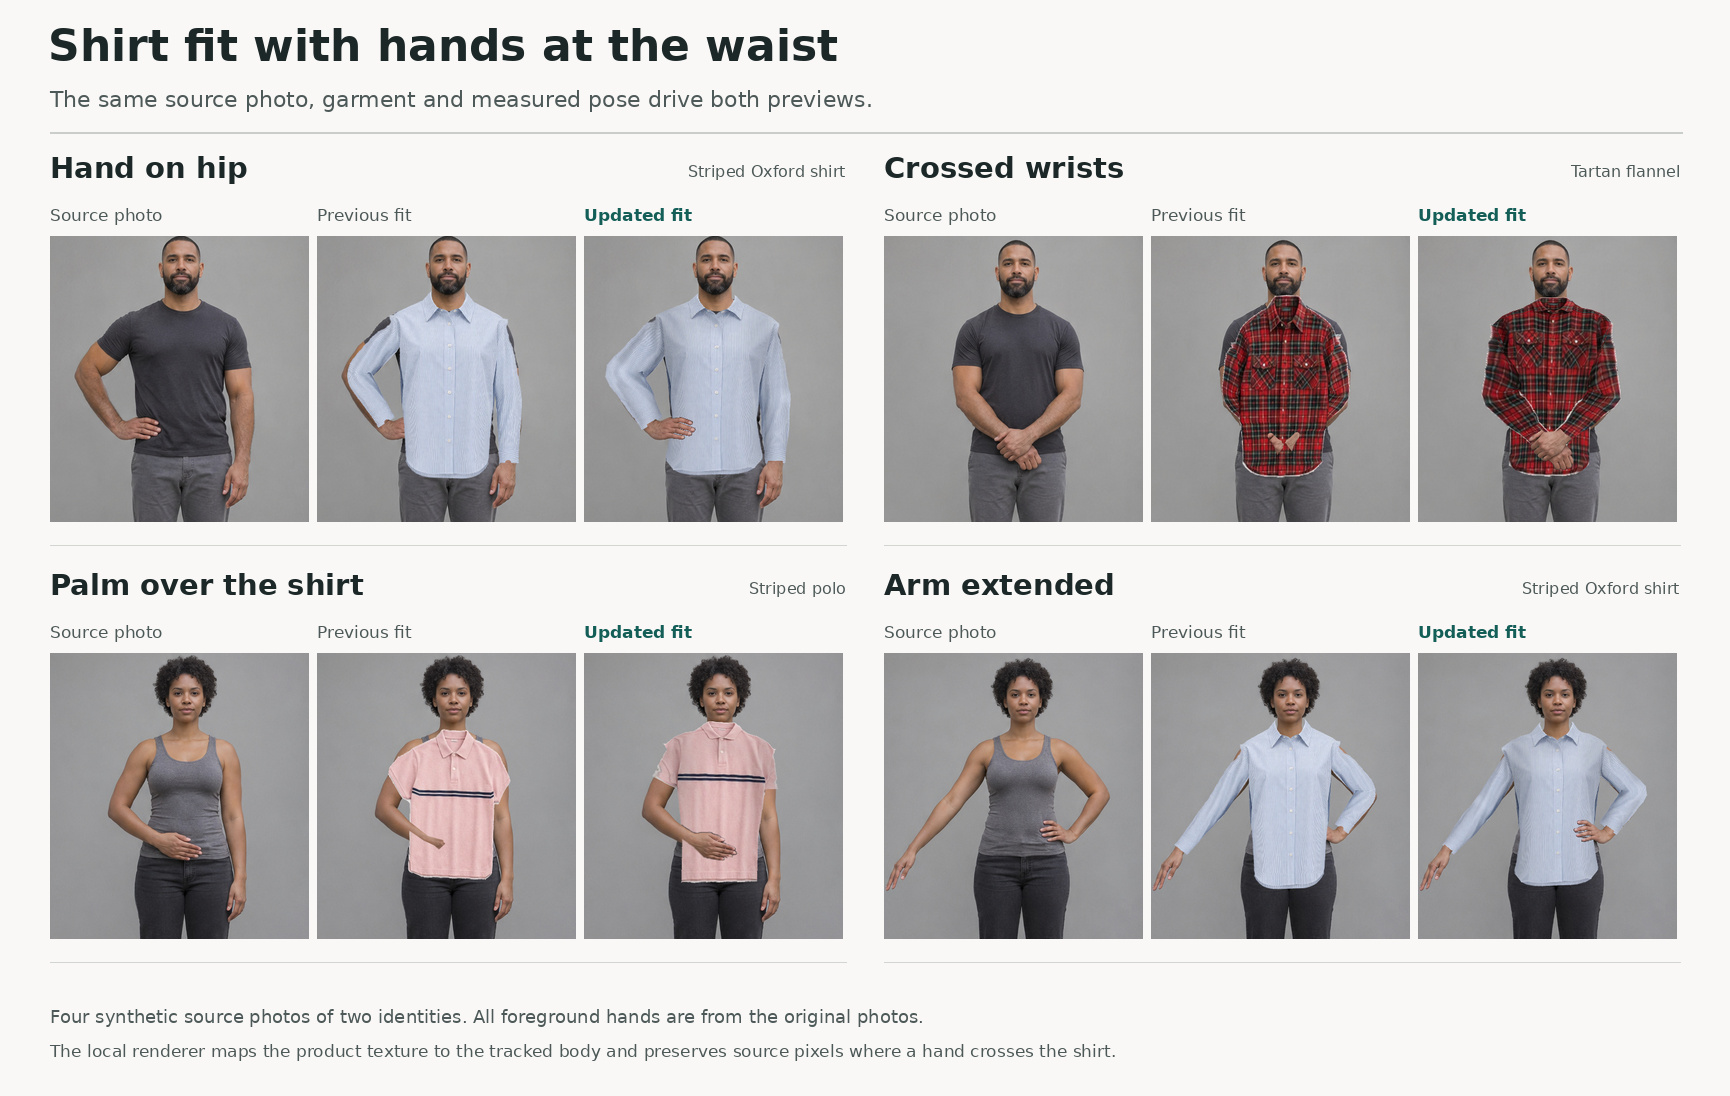 Shirt fit with hands at the waist
The same source photo, garment and measured pose drive both previews.
Hand on hip
Striped Oxford shirt
Source photo
Previous fit
Updated fit
Crossed wrists
Tartan flannel
Source photo
Previous fit
Updated fit
Palm over the shirt
Striped polo
Source photo
Previous fit
Updated fit
Arm extended
Striped Oxford shirt
Source photo
Previous fit
Updated fit
Four synthetic source photos of two identities. All foreground hands are from the original photos.
The local renderer maps the product texture to the tracked body and preserves source pixels where a hand crosses the shirt.